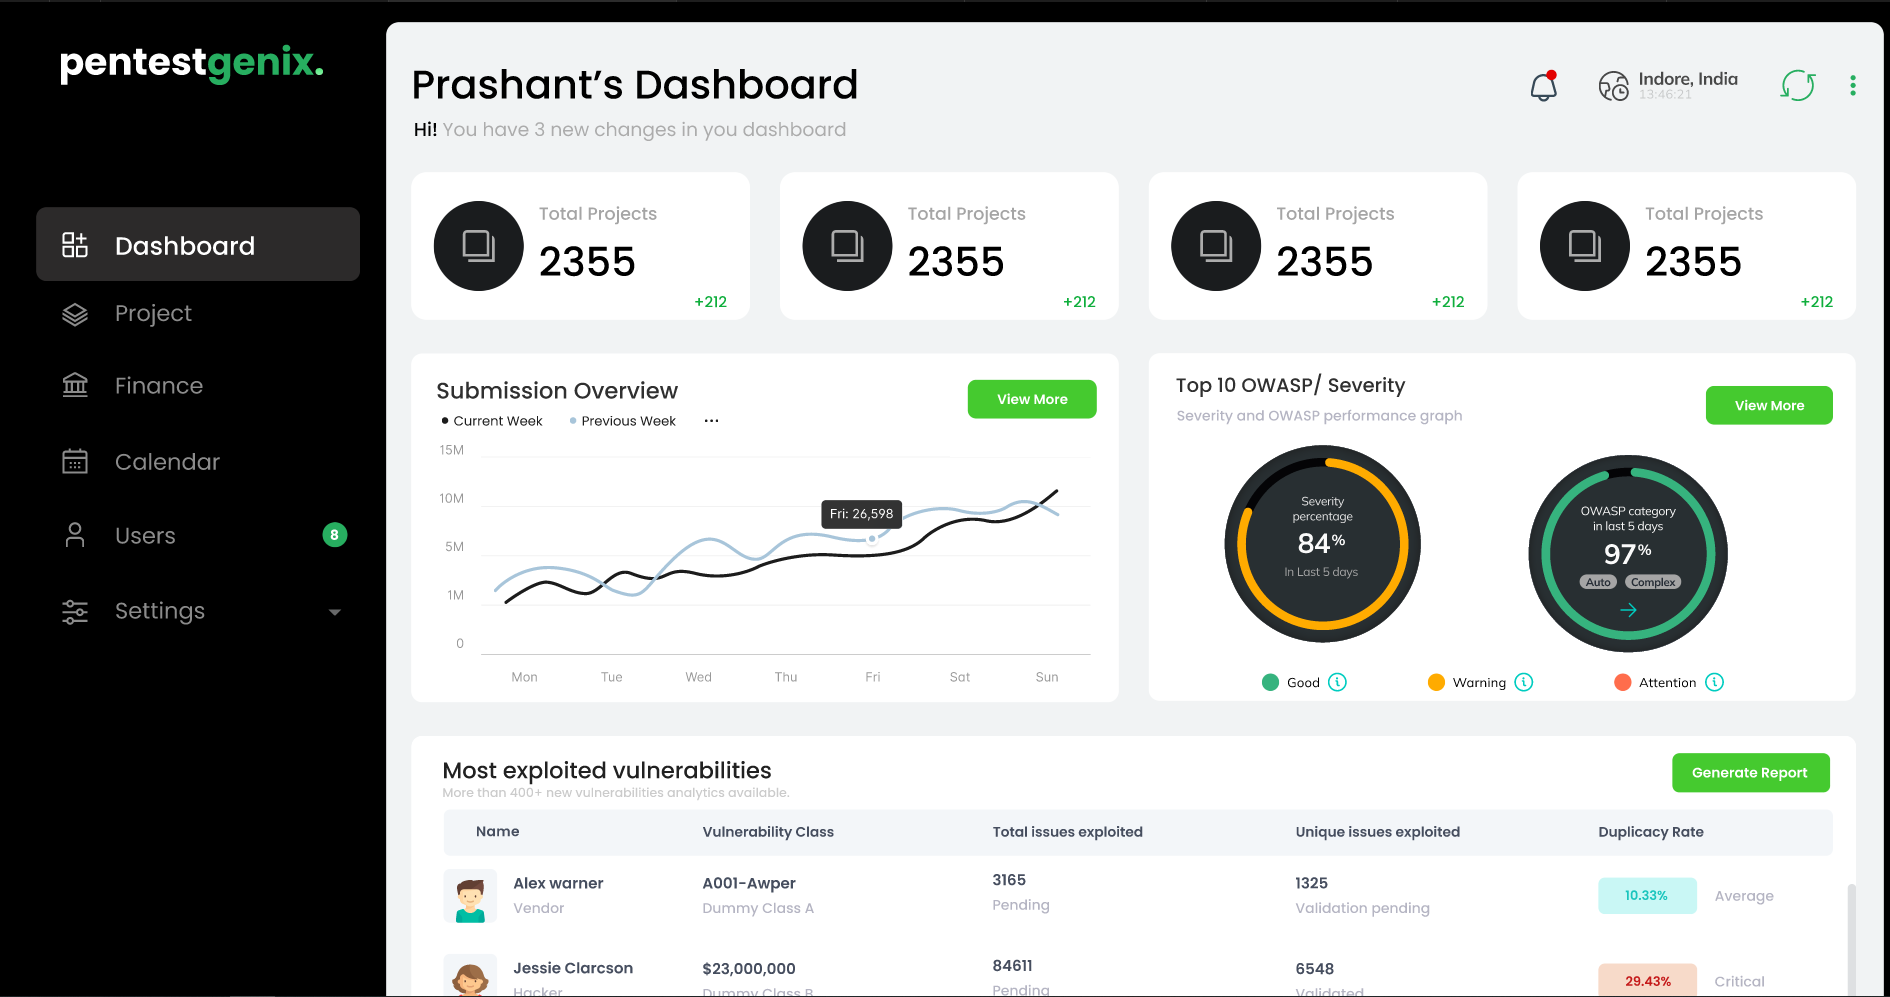 pentestgenix.
Dashboard
Project
Finance
Calendar
Users
8
Settings
Prashant’s Dashboard
Hi! You have 3 new changes in you dashboard
Indore, India
13:46:21
Total Projects
2355
+212
Total Projects
2355
+212
Total Projects
2355
+212
Total Projects
2355
+212
Submission Overview
Current Week
Previous Week
...
View More
15M
10M
5M
1M
0
Fri: 26,598
Mon
Tue
Wed
Thu
Fri
Sat
Sun
Top 10 OWASP/ Severity
Severity and OWASP performance graph
View More
Severity
percentage
84%
In Last 5 days
OWASP category
in last 5 days
97%
Auto
Complex
Good
Warning
Attention
Most exploited vulnerabilities
More than 400+ new vulnerabilities analytics available.
Generate Report
Name
Vulnerability Class
Total issues exploited
Unique issues exploited
Duplicacy Rate
Alex warner
Vendor
A001-Awper
Dummy Class A
3165
Pending
1325
Validation pending
10.33%
Average
Jessie Clarcson
Hacker
$23,000,000
Dummy Class B
84611
Pending
6548
Validated
29.43%
Critical